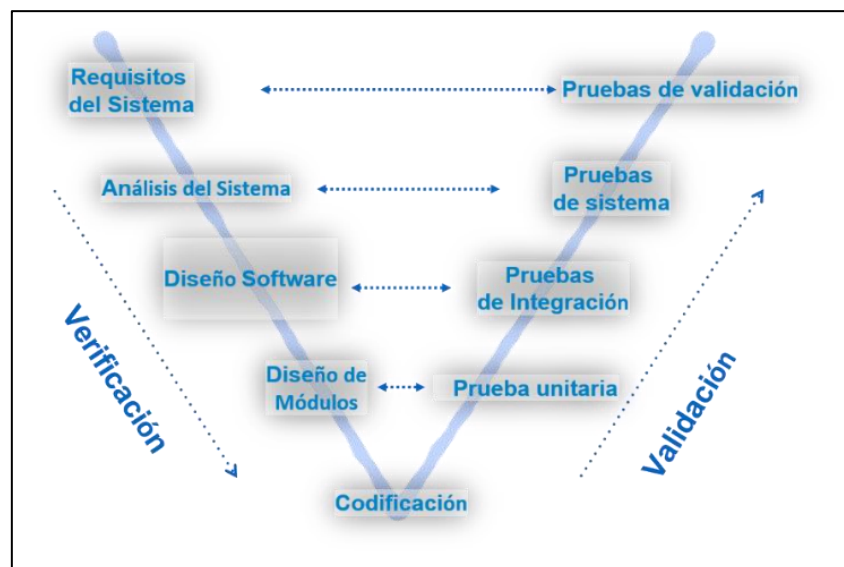 Requisitos
del Sistema
Pruebas de validación
Análisis del Sistema
Pruebas
de sistema
Diseño Software
Pruebas
de Integración
Diseño de
Módulos
Prueba unitaria
Codificación
Verificación
Validación